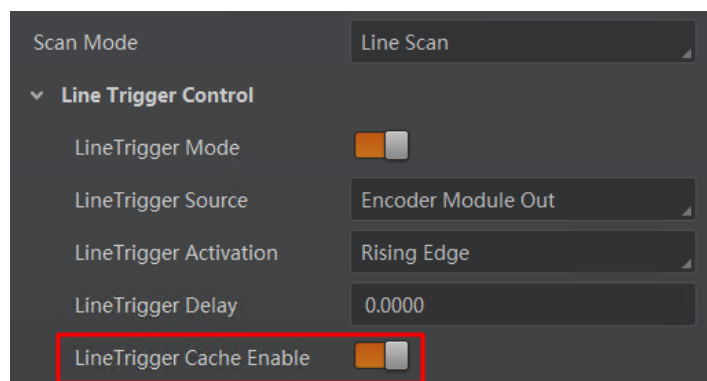 Scan Mode Line Scan
Line Trigger Control
LineTrigger Mode
LineTrigger Source Encoder Module Out
LineTrigger Activation Rising Edge
LineTrigger Delay 0.0000
LineTrigger Cache Enable